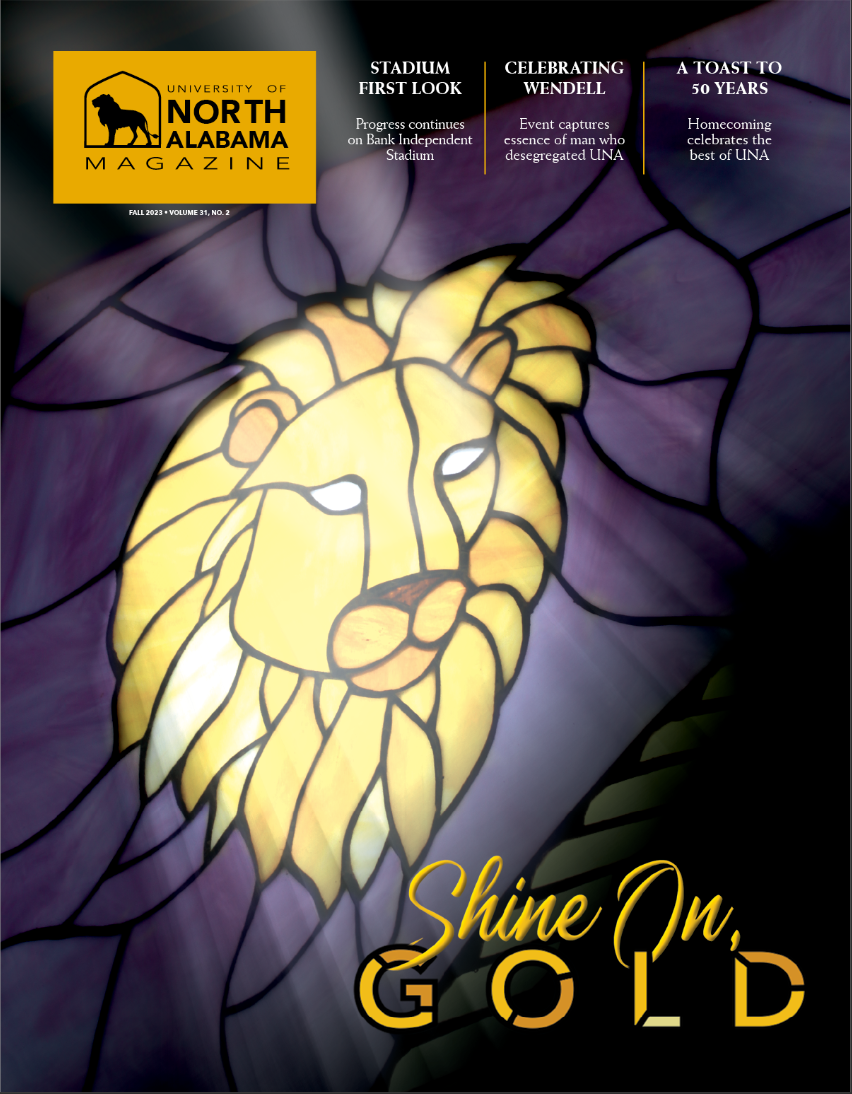 UNIVERSITY OF
NORTH
ALABAMA
MAGAZINE
FALL 2023 • VOLUME 31, NO. 2
STADIUM
FIRST LOOK
Progress continues
on Bank Independent
Stadium
CELEBRATING
WENDELL
Event captures
essence of man who
desegregated UNA
A TOAST TO
50 YEARS
Homecoming
celebrates the
best of UNA
Shine On,
GOLD